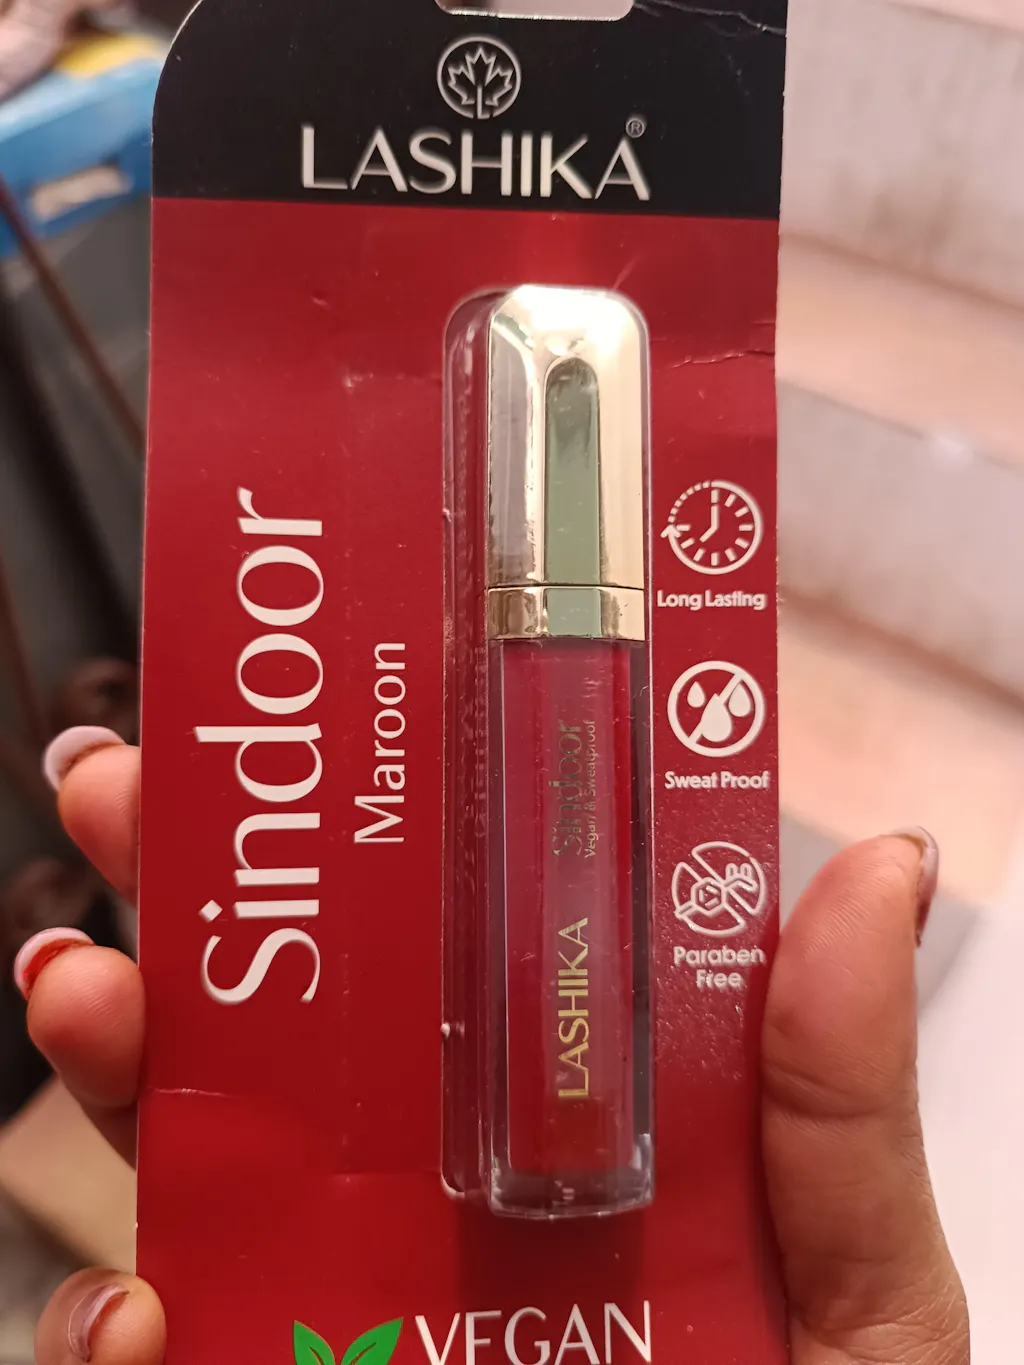 LASHIKA®
Sindoor
Maroon
Sindoor
Vegan & Sweatproof
LASHIKA
Long Lasting
Sweat Proof
Paraben
Free
VEGAN